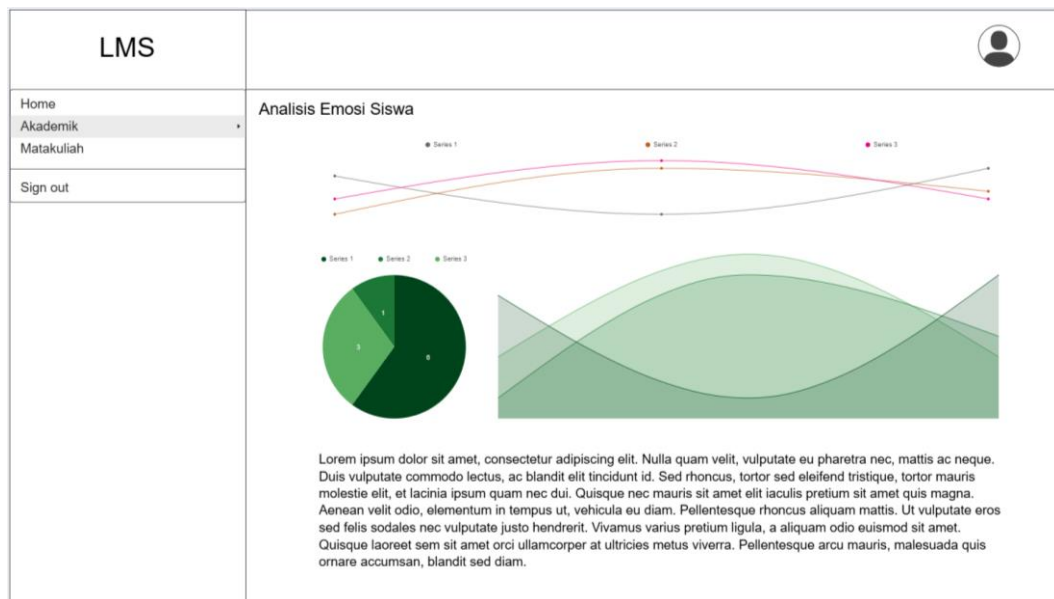 LMS
Home
Akademik
Matakuliah
Sign out
Analisis Emosi Siswa
Series 1
Series 2
Series 3
Series 1
Series 2
Series 3
1
3
6
Lorem ipsum dolor sit amet, consectetur adipiscing elit. Nulla quam velit, vulputate eu pharetra nec, mattis ac neque.
Duis vulputate commodo lectus, ac blandit elit tincidunt id. Sed rhoncus, tortor sed eleifend tristique, tortor mauris
molestie elit, et lacinia ipsum quam nec dui. Quisque nec mauris sit amet elit iaculis pretium sit amet quis magna.
Aenean velit odio, elementum in tempus ut, vehicula eu diam. Pellentesque rhoncus aliquam mattis. Ut vulputate eros
sed felis sodales nec vulputate justo hendrerit. Vivamus varius pretium ligula, a aliquam odio euismod sit amet.
Quisque laoreet sem sit amet orci ullamcorper at ultricies metus viverra. Pellentesque arcu mauris, malesuada quis
ornare accumsan, blandit sed diam.